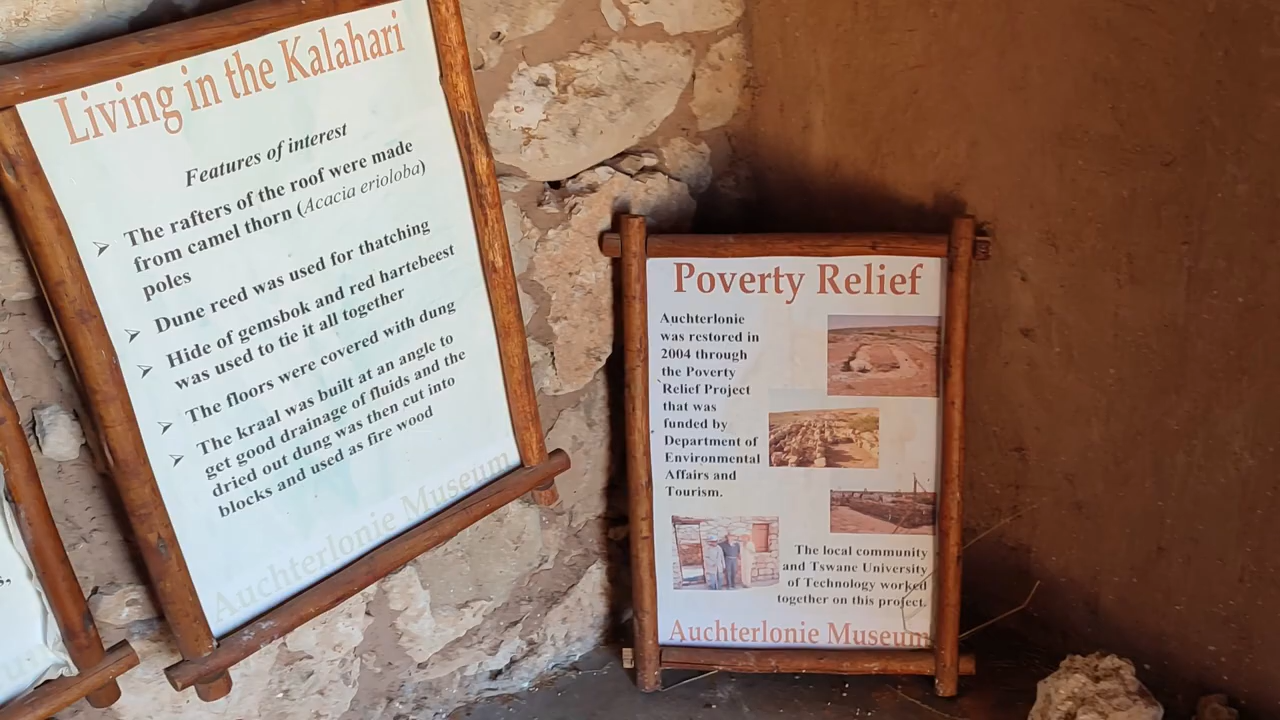 Living in the Kalahari
Features of interest
➢ The rafters of the roof were made
from camel thorn (Acacia erioloba)
poles
➢ Dune reed was used for thatching
➢ Hide of gemsbok and red hartebeest
was used to tie it all together
➢ The floors were covered with dung
➢ The kraal was built at an angle to
get good drainage of fluids and the
dried out dung was then cut into
blocks and used as fire wood
Auchterlonie Museum
Poverty Relief
Auchterlonie
was restored in
2004 through
the Poverty
Relief Project
that was
funded by
Department of
Environmental
Affairs and
Tourism.
The local community
and Tswane University
of Technology worked
together on this project.
Auchterlonie Museum